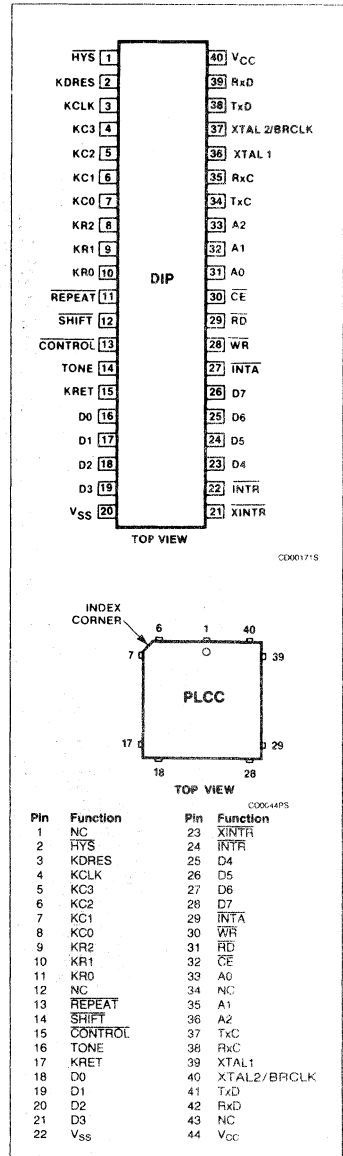 HYS 1 40 VCC
KDRES 2 39 RxD
KCLK 3 38 TxD
KC3 4 37 XTAL 2/BRCLK
KC2 5 36 XTAL 1
KC1 6 35 RxC
KC0 7 34 TxC
KR2 8 33 A2
KR1 9 32 A1
KR0 10 31 A0
DIP
REPEAT 11 30 CE
SHIFT 12 29 RD
CONTROL 13 28 WR
TONE 14 27 INTA
KRET 15 26 D7
D0 16 25 D6
D1 17 24 D5
D2 18 23 D4
D3 19 22 INTR
VSS 20 21 XINTR
TOP VIEW
CD00171S
INDEX
CORNER
6 1 40
7 39
PLCC
17 29
18 28
TOP VIEW
CD0044PS
Pin Function Pin Function
1 NC 23 XINTR
2 HYS 24 INTR
3 KDRES 25 D4
4 KCLK 26 D5
5 KC3 27 D6
6 KC2 28 D7
7 KC1 29 INTA
8 KC0 30 WR
9 KR2 31 RD
10 KR1 32 CE
11 KR0 33 A0
12 NC 34 NC
13 REPEAT 35 A1
14 SHIFT 36 A2
15 CONTROL 37 TxC
16 TONE 38 RxC
17 KRET 39 XTAL1
18 D0 40 XTAL2/BRCLK
19 D1 41 TxD
20 D2 42 RxD
21 D3 43 NC
22 VSS 44 VCC